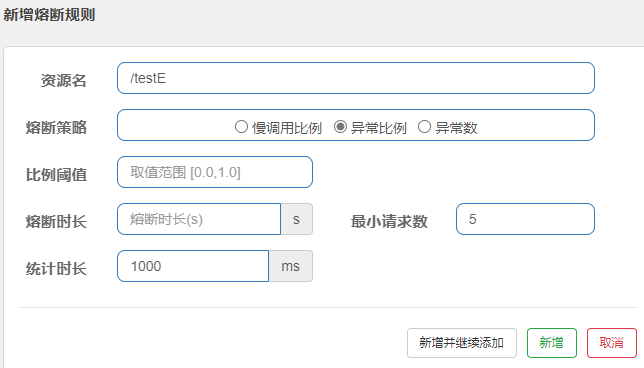 新增熔断规则
资源名 /testE
熔断策略 慢调用比例 异常比例 异常数
比例阈值 取值范围 [0.0,1.0]
熔断时长 熔断时长(s) s 最小请求数 5
统计时长 1000 ms
新增并继续添加 新增 取消